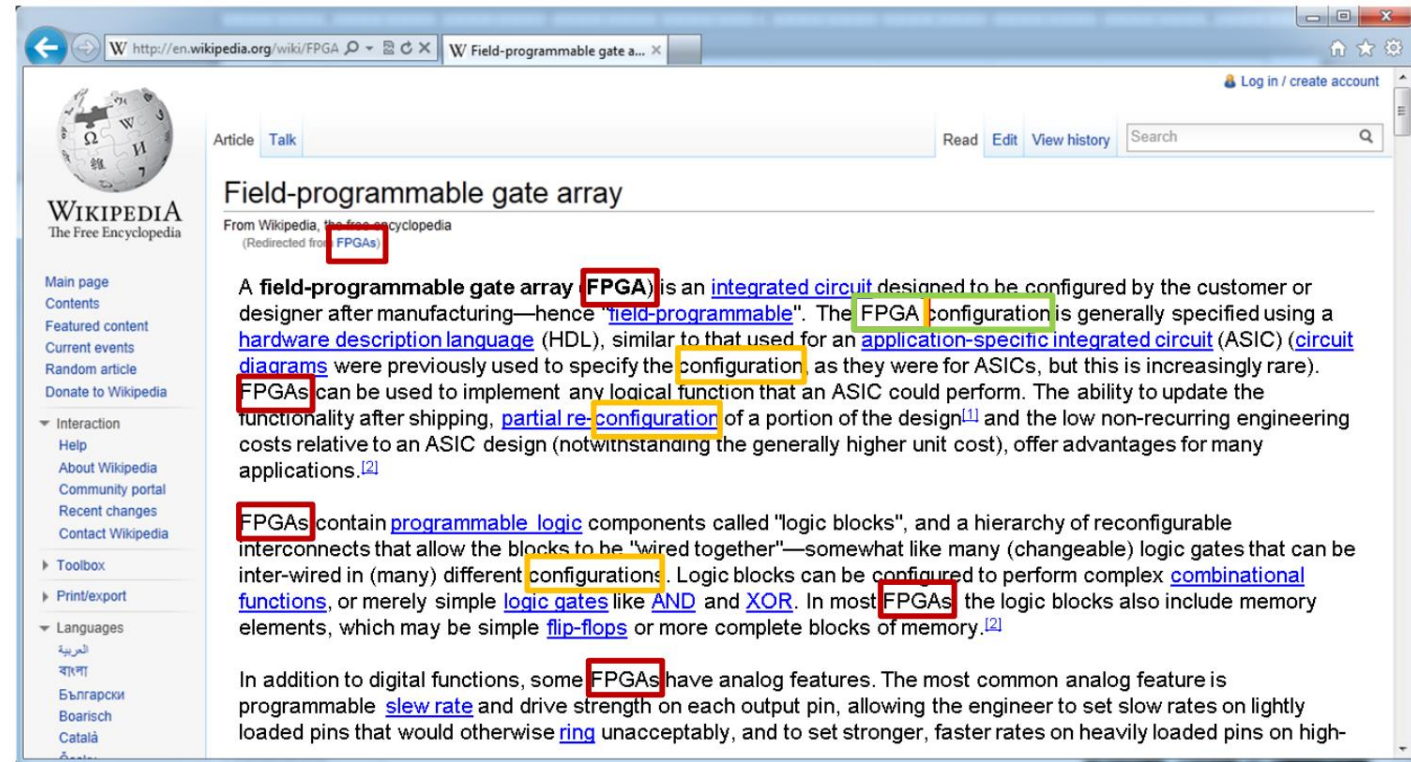 http://en.wikipedia.org/wiki/FPGA
W Field-programmable gate a...
Log in / create account
Article Talk
Read Edit View history Search
WIKIPEDIA
The Free Encyclopedia
Field-programmable gate array
From Wikipedia, the free encyclopedia
(Redirected from FPGAs)
Main page
Contents
Featured content
Current events
Random article
Donate to Wikipedia
Interaction
Help
About Wikipedia
Community portal
Recent changes
Contact Wikipedia
Toolbox
Print/export
Languages
العربية
বাংলা
Български
Boarisch
Català
A field-programmable gate array (FPGA) is an integrated circuit designed to be configured by the customer or
designer after manufacturing—hence "field-programmable". The FPGA configuration is generally specified using a
hardware description language (HDL), similar to that used for an application-specific integrated circuit (ASIC) (circuit
diagrams were previously used to specify the configuration, as they were for ASICs, but this is increasingly rare).
FPGAs can be used to implement any logical function that an ASIC could perform. The ability to update the
functionality after shipping, partial re-configuration of a portion of the design[1] and the low non-recurring engineering
costs relative to an ASIC design (notwithstanding the generally higher unit cost), offer advantages for many
applications.[2]
FPGAs contain programmable logic components called "logic blocks", and a hierarchy of reconfigurable
interconnects that allow the blocks to be "wired together"—somewhat like many (changeable) logic gates that can be
inter-wired in (many) different configurations. Logic blocks can be configured to perform complex combinational
functions, or merely simple logic gates like AND and XOR. In most FPGAs, the logic blocks also include memory
elements, which may be simple flip-flops or more complete blocks of memory.[2]
In addition to digital functions, some FPGAs have analog features. The most common analog feature is
programmable slew rate and drive strength on each output pin, allowing the engineer to set slow rates on lightly
loaded pins that would otherwise ring unacceptably, and to set stronger, faster rates on heavily loaded pins on high-